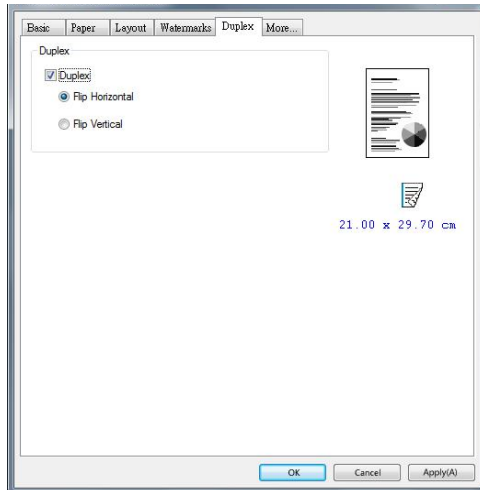 Basic Paper Layout Watermarks Duplex More...
Duplex
Duplex
Flip Horizontal
Flip Vertical
21.00 x 29.70 cm
OK Cancel Apply(A)